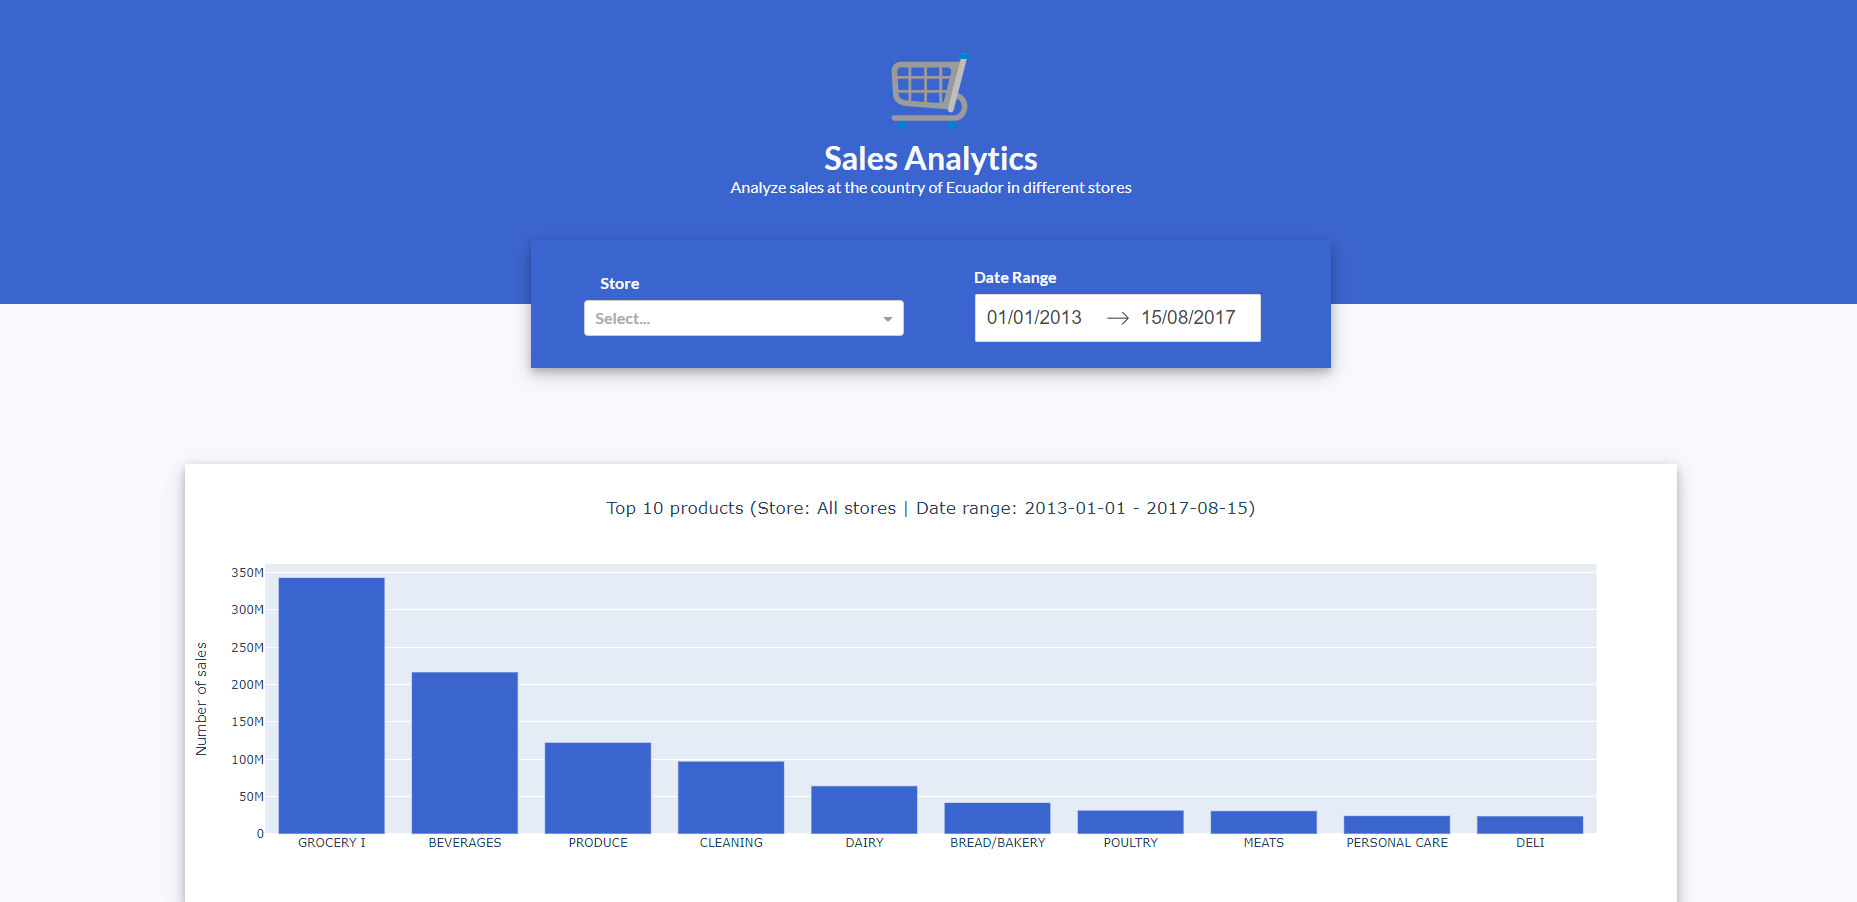 Sales Analytics
Analyze sales at the country of Ecuador in different stores
Store
Select...
Date Range
01/01/2013
15/08/2017
Top 10 products (Store: All stores | Date range: 2013-01-01 - 2017-08-15)
Number of sales
350M
300M
250M
200M
150M
100M
50M
0
GROCERY I
BEVERAGES
PRODUCE
CLEANING
DAIRY
BREAD/BAKERY
POULTRY
MEATS
PERSONAL CARE
DELI